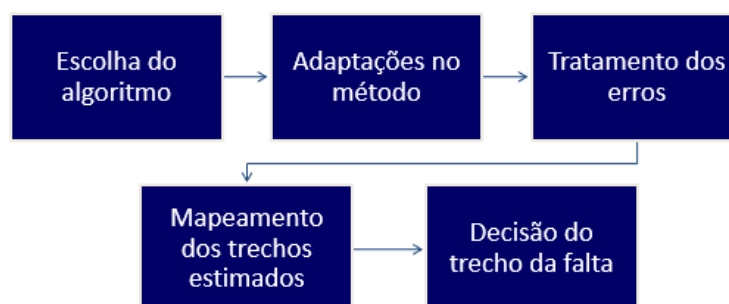 Escolha do
algoritmo
Adaptações no
método
Tratamento dos
erros
Mapeamento
dos trechos
estimados
Decisão do
trecho da falta